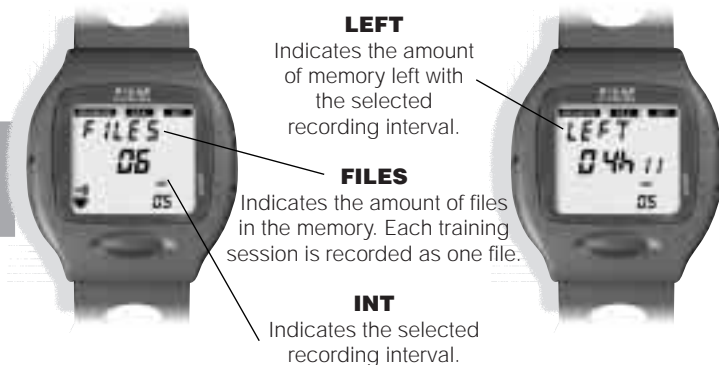 LEFT
Indicates the amount
of memory left with
the selected
recording interval.
FILES
06
05
LEFT
04h 11
05
FILES
Indicates the amount of files
in the memory. Each training
session is recorded as one file.
INT
Indicates the selected
recording interval.